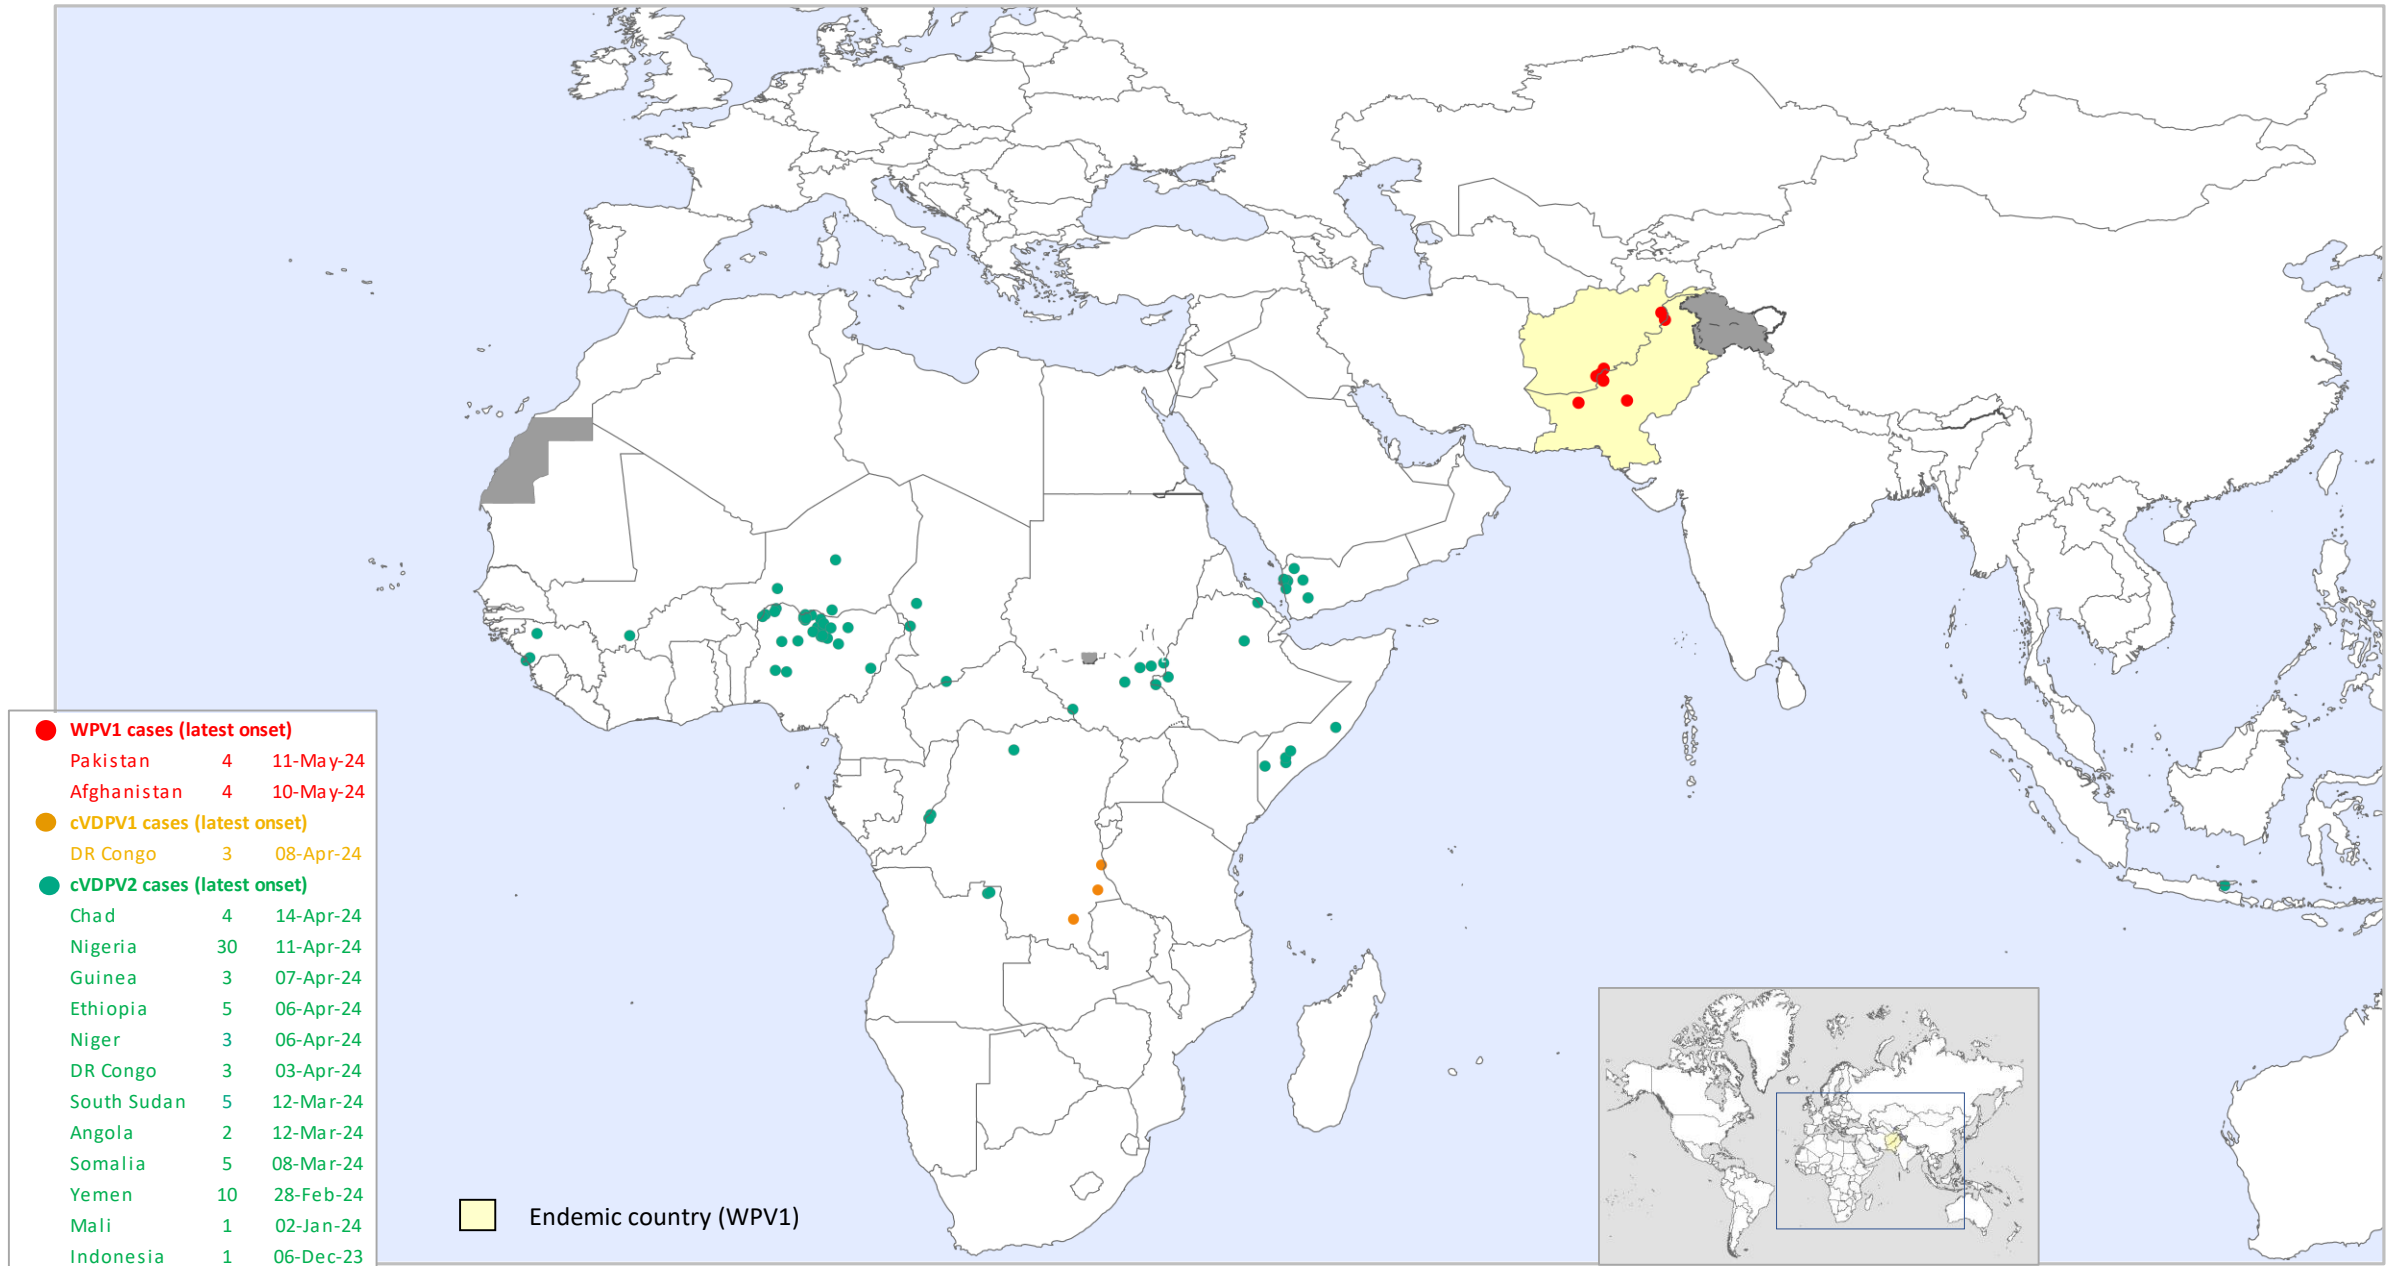 WPV1 cases (latest onset)
Pakistan 4 11-May-24
Afghanistan 4 10-May-24
cVDPV1 cases (latest onset)
DR Congo 3 08-Apr-24
cVDPV2 cases (latest onset)
Chad 4 14-Apr-24
Nigeria 30 11-Apr-24
Guinea 3 07-Apr-24
Ethiopia 5 06-Apr-24
Niger 3 06-Apr-24
DR Congo 3 03-Apr-24
South Sudan 5 12-Mar-24
Angola 2 12-Mar-24
Somalia 5 08-Mar-24
Yemen 10 28-Feb-24
Mali 1 02-Jan-24
Indonesia 1 06-Dec-23
Endemic country (WPV1)